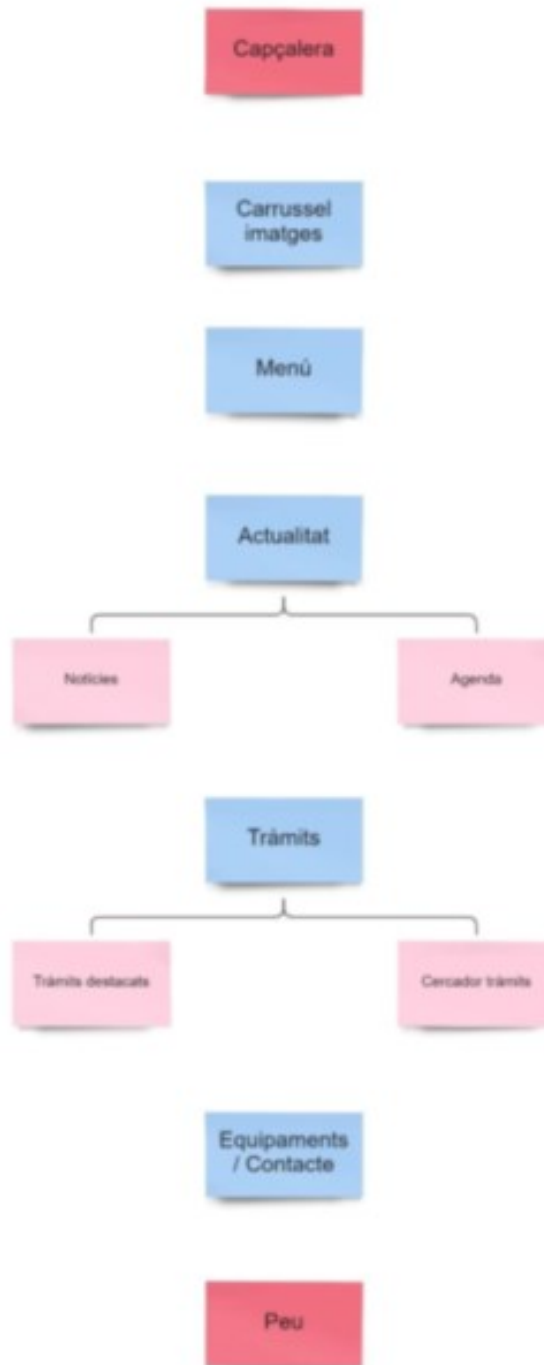 Capçalera
Carrussel
imatges
Menú
Actualitat
Notícies
Agenda
Tràmits
Tràmits destacats
Cercador tràmits
Equipaments
/ Contacte
Peu